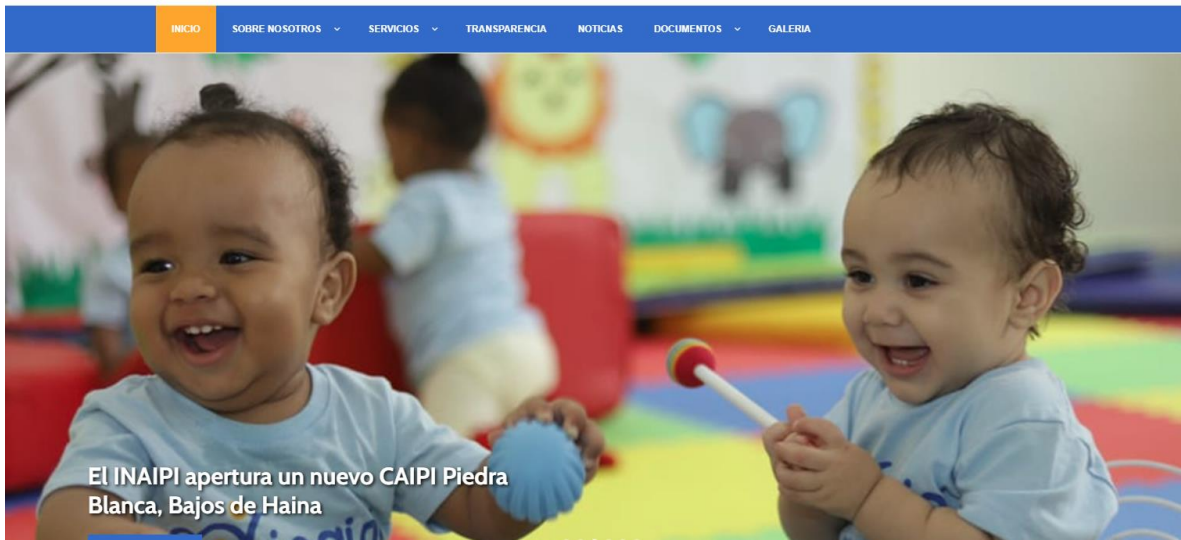 INICIO
SOBRE NOSOTROS
SERVICIOS
TRANSPARENCIA
NOTICIAS
DOCUMENTOS
GALERIA
El INAIPI apertura un nuevo CAIPI Piedra
Blanca, Bajos de Haina